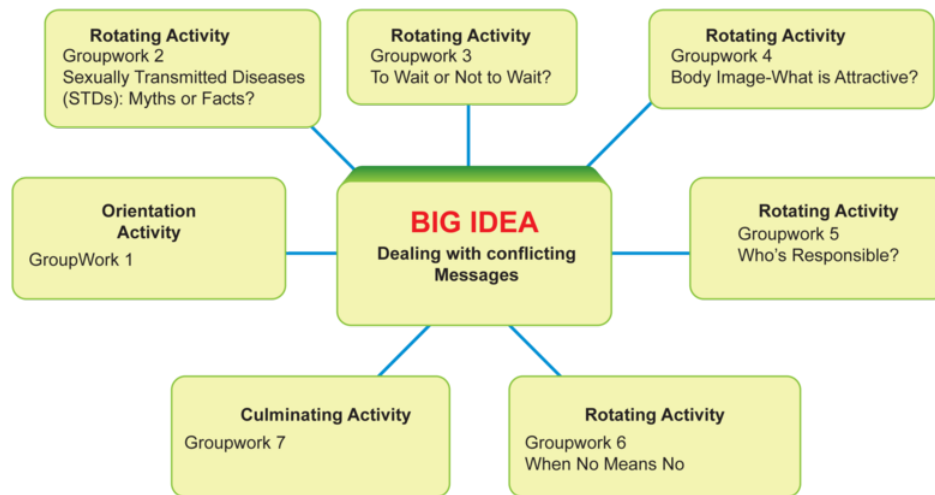 Rotating Activity
Groupwork 2
Sexually Transmitted Diseases
(STDs): Myths or Facts?
Rotating Activity
Groupwork 3
To Wait or Not to Wait?
Rotating Activity
Groupwork 4
Body Image-What is Attractive?
Orientation
Activity
GroupWork 1
BIG IDEA
Dealing with conflicting
Messages
Rotating Activity
Groupwork 5
Who's Responsible?
Culminating Activity
Groupwork 7
Rotating Activity
Groupwork 6
When No Means No